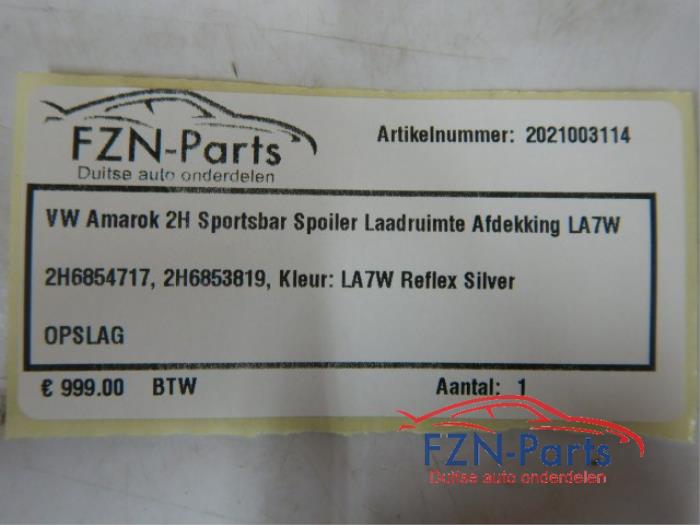 FZN-Parts
Duitse auto onderdelen
Artikelnummer: 2021003114
VW Amarok 2H Sportsbar Spoiler Laadruimte Afdekking LA7W
2H6854717, 2H6853819, Kleur: LA7W Reflex Silver
OPSLAG
€ 999.00 BTW Aantal: 1
FZN-Parts
Duitse auto onderdelen